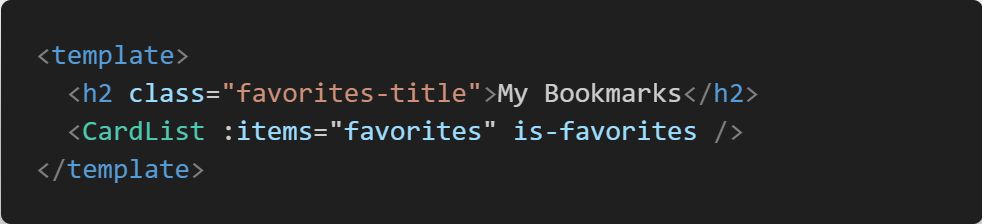 <template>
  <h2 class="favorites-title">My Bookmarks</h2>
  <CardList :items="favorites" is-favorites />
</template>